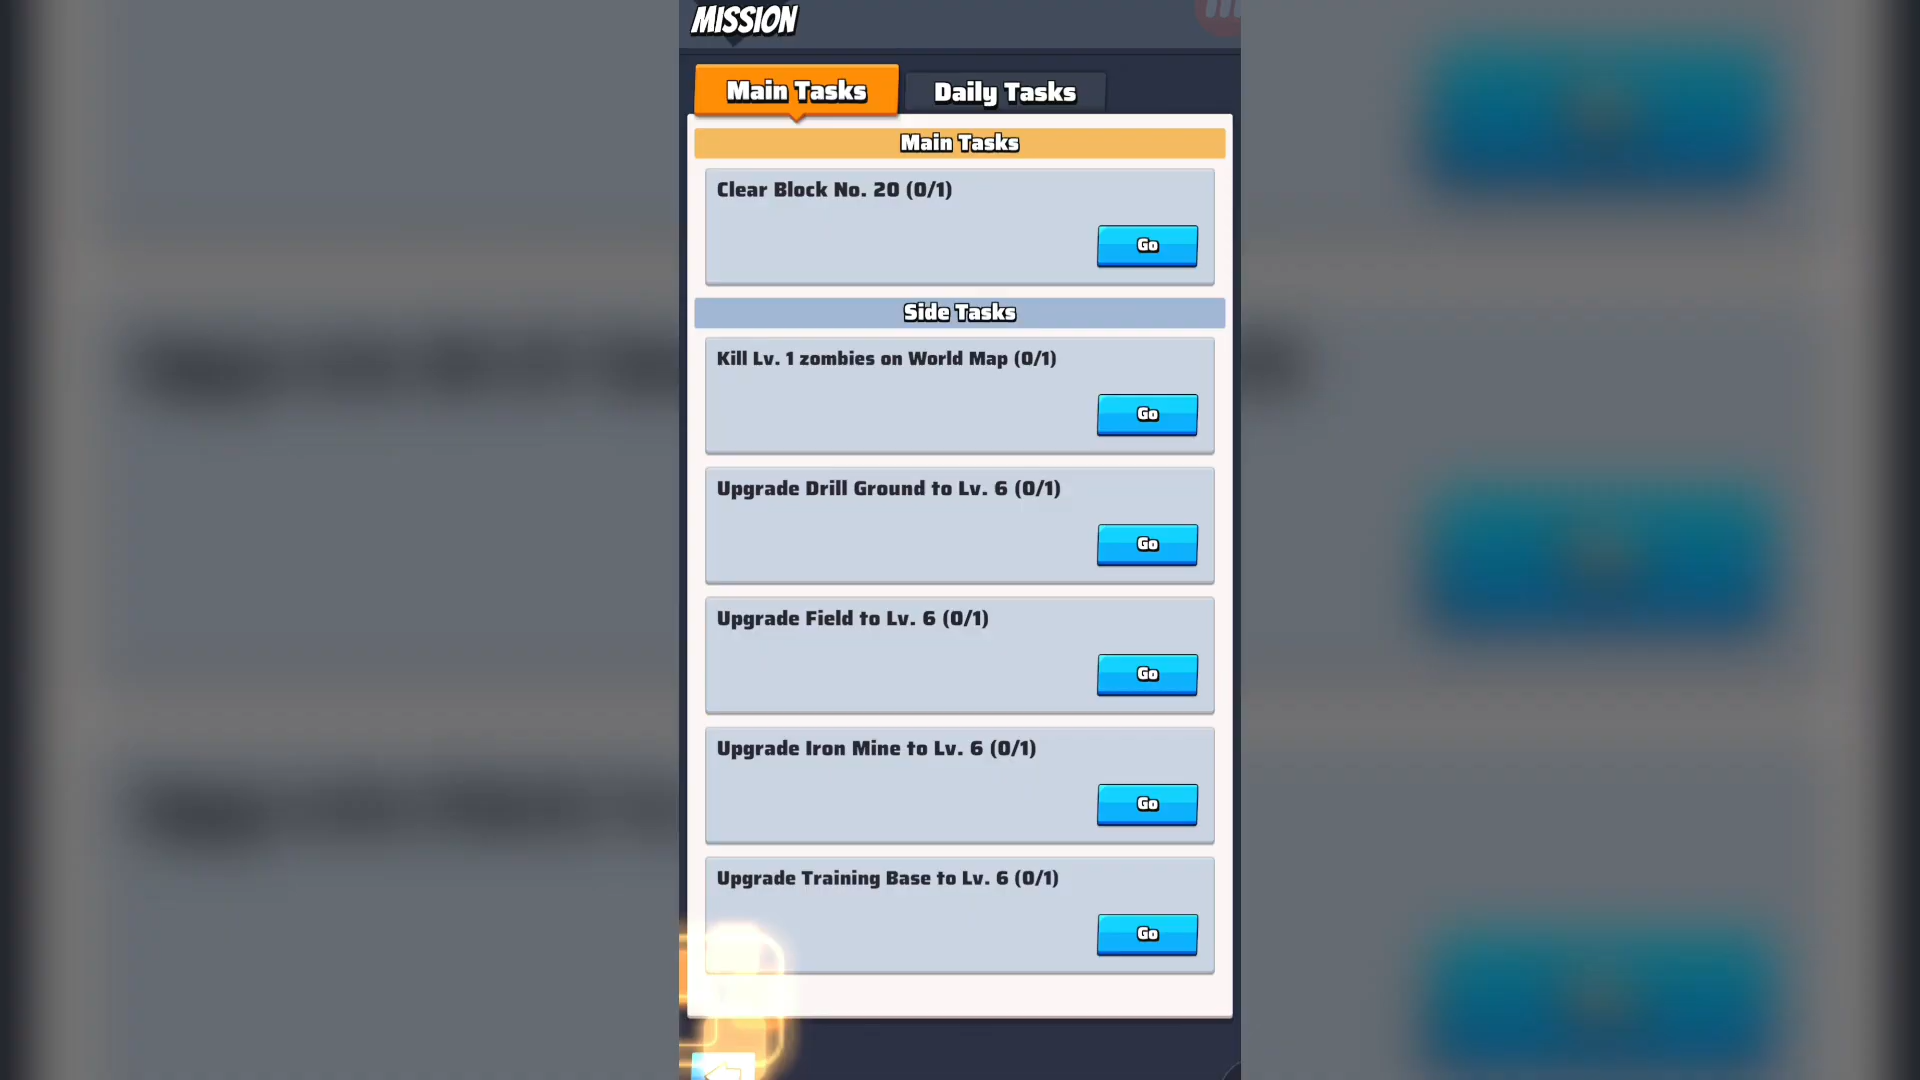 MISSION
Main Tasks
Daily Tasks
Main Tasks
Clear Block No. 20 (0/1)
Go
Side Tasks
Kill Lv. 1 zombies on World Map (0/1)
Go
Upgrade Drill Ground to Lv. 6 (0/1)
Go
Upgrade Field to Lv. 6 (0/1)
Go
Upgrade Iron Mine to Lv. 6 (0/1)
Go
Upgrade Training Base to Lv. 6 (0/1)
Go